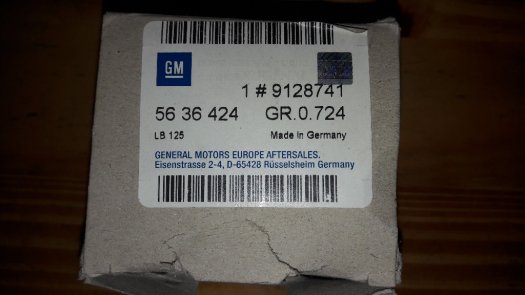 GM
1 # 9128741
56 36 424 GR.0.724
LB 125 Made in Germany
GENERAL MOTORS EUROPE AFTERSALES.
Eisenstrasse 2-4, D-65428 Rüsselsheim Germany